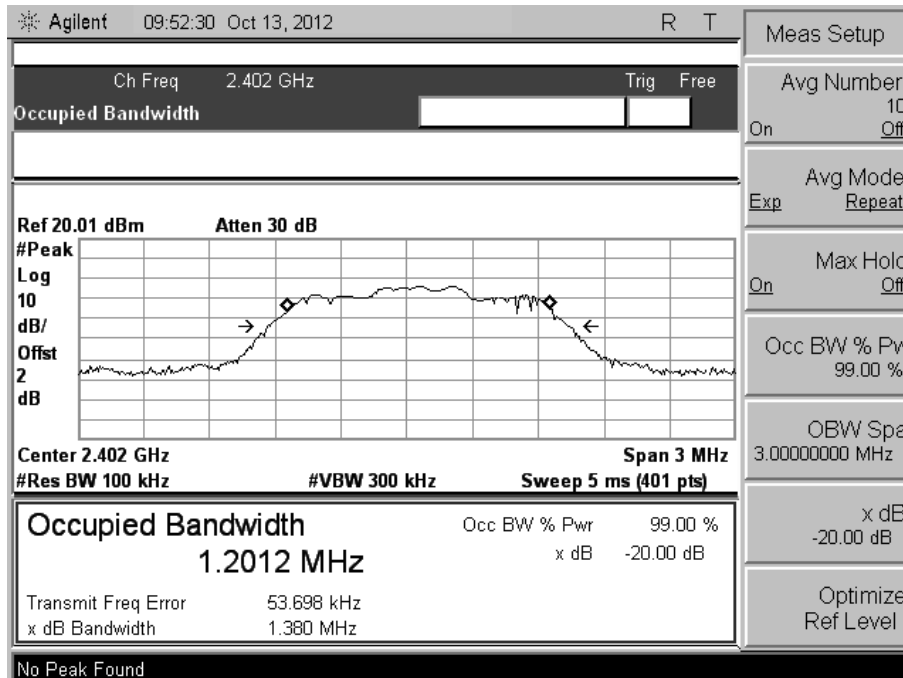 Agilent 09:52:30 Oct 13, 2012 R T
Ch Freq 2.402 GHz Trig Free
Occupied Bandwidth
Ref 20.01 dBm Atten 30 dB
#Peak
Log
10
dB/
Offst
2
dB
Center 2.402 GHz Span 3 MHz
#Res BW 100 kHz #VBW 300 kHz Sweep 5 ms (401 pts)
Occupied Bandwidth
1.2012 MHz
Occ BW % Pwr 99.00 %
x dB -20.00 dB
Transmit Freq Error 53.698 kHz
x dB Bandwidth 1.380 MHz
No Peak Found
Meas Setup
Avg Number
10
On Off
Avg Mode
Exp Repeat
Max Hold
On Off
Occ BW % Pw
99.00 %
OBW Spa
3.00000000 MHz
x dB
-20.00 dB
Optimize
Ref Level